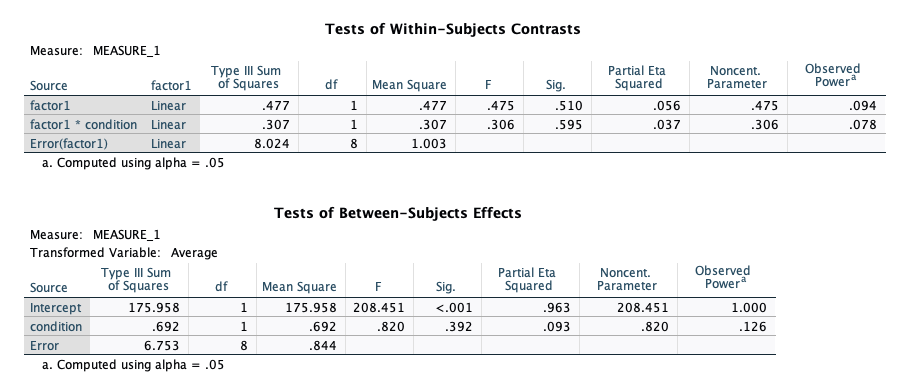 Tests of Within-Subjects Contrasts
Measure: MEASURE_1
Source factor1 Type III Sum of Squares df Mean Square F Sig. Partial Eta Squared Noncent. Parameter Observed Power^a
factor1 Linear .477 1 .477 .475 .510 .056 .475 .094
factor1 * condition Linear .307 1 .307 .306 .595 .037 .306 .078
Error(factor1) Linear 8.024 8 1.003
a. Computed using alpha = .05
Tests of Between-Subjects Effects
Measure: MEASURE_1
Transformed Variable: Average
Source Type III Sum of Squares df Mean Square F Sig. Partial Eta Squared Noncent. Parameter Observed Power^a
Intercept 175.958 1 175.958 208.451 <.001 .963 208.451 1.000
condition .692 1 .692 .820 .392 .093 .820 .126
Error 6.753 8 .844
a. Computed using alpha = .05